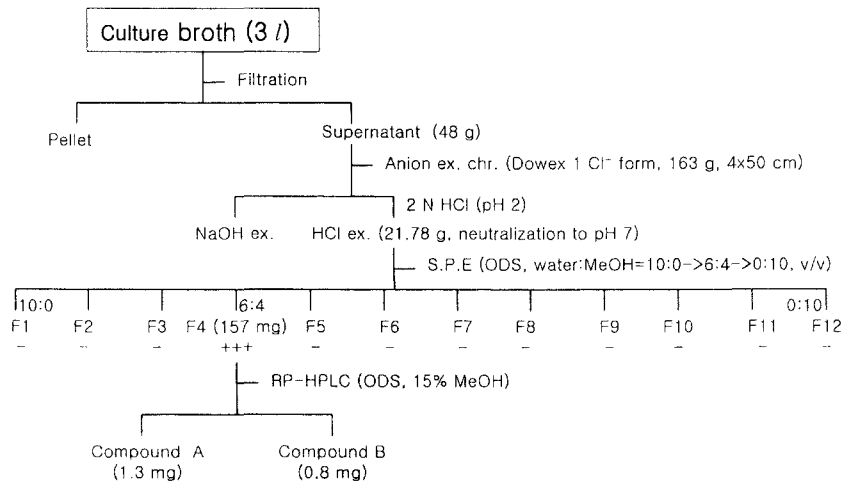 Culture broth (3 l)
Filtration
Pellet
Supernatant (48 g)
Anion ex. chr. (Dowex 1 Cl⁻ form, 163 g, 4x50 cm)
2 N HCl (pH 2)
NaOH ex.
HCl ex. (21.78 g, neutralization to pH 7)
S.P.E (ODS, water:MeOH=10:0->6:4->0:10, v/v)
10:0 6:4 0:10
F1 F2 F3 F4 (157 mg) F5 F6 F7 F8 F9 F10 F11 F12
- - - +++ - - - - - - - -
RP-HPLC (ODS, 15% MeOH)
Compound A
(1.3 mg)
Compound B
(0.8 mg)